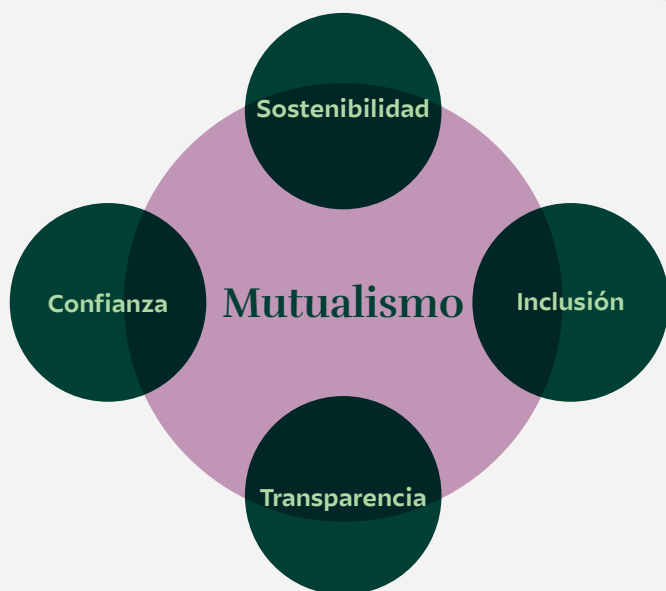 Sostenibilidad
Confianza
Mutualismo
Inclusión
Transparencia